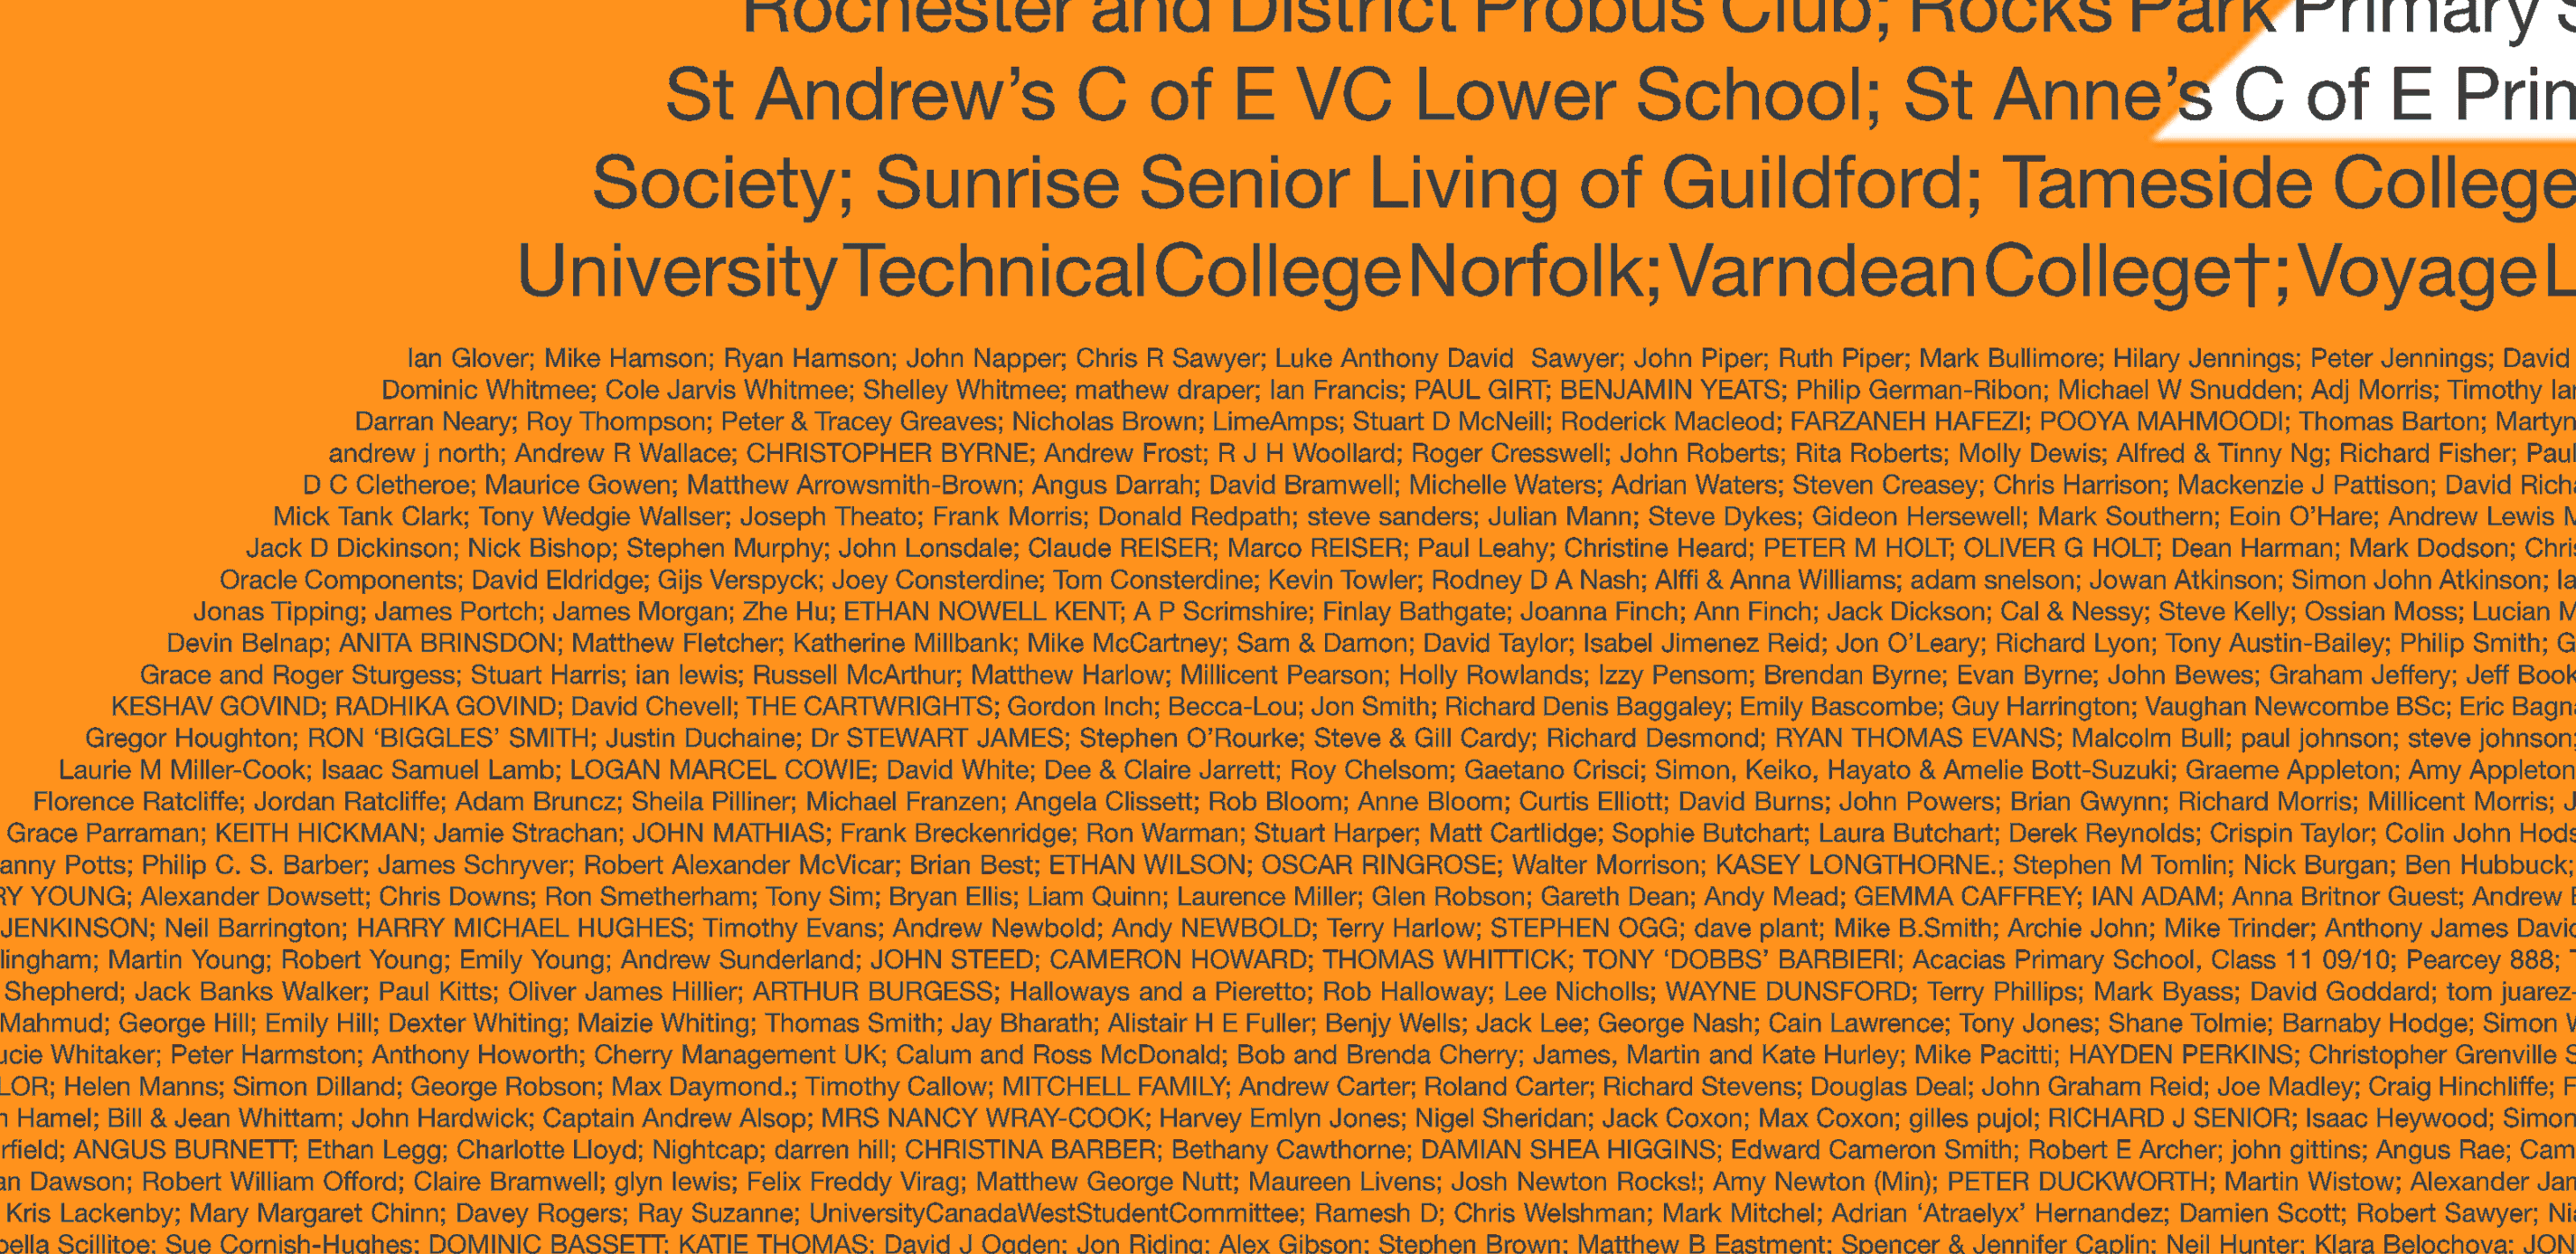 Rochester and District Probus Club; Rocks Park Primary S
St Andrew’s C of E VC Lower School; St Anne’s C of E Prim
Society; Sunrise Senior Living of Guildford; Tameside College
University Technical College Norfolk; Varndean College†; Voyage L
Ian Glover; Mike Hamson; Ryan Hamson; John Napper; Chris R Sawyer; Luke Anthony David Sawyer; John Piper; Ruth Piper; Mark Bullimore; Hilary Jennings; Peter Jennings; David
Dominic Whitmee; Cole Jarvis Whitmee; Shelley Whitmee; mathew draper; Ian Francis; PAUL GIRT; BENJAMIN YEATS; Philip German-Ribon; Michael W Snudden; Adj Morris; Timothy Ian
Darran Neary; Roy Thompson; Peter & Tracey Greaves; Nicholas Brown; LimeAmps; Stuart D McNeill; Roderick Macleod; FARZANEH HAFEZI; POOYA MAHMOODI; Thomas Barton; Martyn
andrew j north; Andrew R Wallace; CHRISTOPHER BYRNE; Andrew Frost; R J H Woollard; Roger Cresswell; John Roberts; Rita Roberts; Molly Dewis; Alfred & Tinny Ng; Richard Fisher; Paul
D C Cletheroe; Maurice Gowen; Matthew Arrowsmith-Brown; Angus Darrah; David Bramwell; Michelle Waters; Adrian Waters; Steven Creasey; Chris Harrison; Mackenzie J Pattison; David Richa
Mick Tank Clark; Tony Wedgie Wallser; Joseph Theato; Frank Morris; Donald Redpath; steve sanders; Julian Mann; Steve Dykes; Gideon Hersewell; Mark Southern; Eoin O’Hare; Andrew Lewis M
Jack D Dickinson; Nick Bishop; Stephen Murphy; John Lonsdale; Claude REISER; Marco REISER; Paul Leahy; Christine Heard; PETER M HOLT; OLIVER G HOLT; Dean Harman; Mark Dodson; Chris
Oracle Components; David Eldridge; Gijs Verspyck; Joey Consterdine; Tom Consterdine; Kevin Towler; Rodney D A Nash; Alffi & Anna Williams; adam snelson; Jowan Atkinson; Simon John Atkinson; Ia
Jonas Tipping; James Portch; James Morgan; Zhe Hu; ETHAN NOWELL KENT; A P Scrimshire; Finlay Bathgate; Joanna Finch; Ann Finch; Jack Dickson; Cal & Nessy; Steve Kelly; Ossian Moss; Lucian M
Devin Belnap; ANITA BRINSDON; Matthew Fletcher; Katherine Millbank; Mike McCartney; Sam & Damon; David Taylor; Isabel Jimenez Reid; Jon O’Leary; Richard Lyon; Tony Austin-Bailey; Philip Smith; G
Grace and Roger Sturgess; Stuart Harris; ian lewis; Russell McArthur; Matthew Harlow; Millicent Pearson; Holly Rowlands; Izzy Pensom; Brendan Byrne; Evan Byrne; John Bewes; Graham Jeffery; Jeff Book
KESHAV GOVIND; RADHIKA GOVIND; David Chevell; THE CARTWRIGHTS; Gordon Inch; Becca-Lou; Jon Smith; Richard Denis Baggaley; Emily Bascombe; Guy Harrington; Vaughan Newcombe BSc; Eric Bagna
Gregor Houghton; RON ‘BIGGLES’ SMITH; Justin Duchaine; Dr STEWART JAMES; Stephen O’Rourke; Steve & Gill Cardy; Richard Desmond; RYAN THOMAS EVANS; Malcolm Bull; paul johnson; steve johnson;
Laurie M Miller-Cook; Isaac Samuel Lamb; LOGAN MARCEL COWIE; David White; Dee & Claire Jarrett; Roy Chelsom; Gaetano Crisci; Simon, Keiko, Hayato & Amelie Bott-Suzuki; Graeme Appleton; Amy Appleton
Florence Ratcliffe; Jordan Ratcliffe; Adam Bruncz; Sheila Pilliner; Michael Franzen; Angela Clissett; Rob Bloom; Anne Bloom; Curtis Elliott; David Burns; John Powers; Brian Gwynn; Richard Morris; Millicent Morris; J
Grace Parraman; KEITH HICKMAN; Jamie Strachan; JOHN MATHIAS; Frank Breckenridge; Ron Warman; Stuart Harper; Matt Cartlidge; Sophie Butchart; Laura Butchart; Derek Reynolds; Crispin Taylor; Colin John Hods
anny Potts; Philip C. S. Barber; James Schryver; Robert Alexander McVicar; Brian Best; ETHAN WILSON; OSCAR RINGROSE; Walter Morrison; KASEY LONGTHORNE.; Stephen M Tomlin; Nick Burgan; Ben Hubbuck;
RY YOUNG; Alexander Dowsett; Chris Downs; Ron Smetherham; Tony Sim; Bryan Ellis; Liam Quinn; Laurence Miller; Glen Robson; Gareth Dean; Andy Mead; GEMMA CAFFREY; IAN ADAM; Anna Britnor Guest; Andrew
JENKINSON; Neil Barrington; HARRY MICHAEL HUGHES; Timothy Evans; Andrew Newbold; Andy NEWBOLD; Terry Harlow; STEPHEN OGG; dave plant; Mike B.Smith; Archie John; Mike Trinder; Anthony James David
lingham; Martin Young; Robert Young; Emily Young; Andrew Sunderland; JOHN STEED; CAMERON HOWARD; THOMAS WHITTICK; TONY ‘DOBBS’ BARBIERI; Acacias Primary School, Class 11 09/10; Pearcey 888;
Shepherd; Jack Banks Walker; Paul Kitts; Oliver James Hillier; ARTHUR BURGESS; Halloways and a Pieretto; Rob Halloway; Lee Nicholls; WAYNE DUNSFORD; Terry Phillips; Mark Byass; David Goddard; tom juarez-
Mahmud; George Hill; Emily Hill; Dexter Whiting; Maizie Whiting; Thomas Smith; Jay Bharath; Alistair H E Fuller; Benjy Wells; Jack Lee; George Nash; Cain Lawrence; Tony Jones; Shane Tolmie; Barnaby Hodge; Simon
ucie Whitaker; Peter Harmston; Anthony Howorth; Cherry Management UK; Calum and Ross McDonald; Bob and Brenda Cherry; James, Martin and Kate Hurley; Mike Pacitti; HAYDEN PERKINS; Christopher Grenville S
LOR; Helen Manns; Simon Dilland; George Robson; Max Daymond.; Timothy Callow; MITCHELL FAMILY; Andrew Carter; Roland Carter; Richard Stevens; Douglas Deal; John Graham Reid; Joe Madley; Craig Hinchliffe; F
n Hamel; Bill & Jean Whittam; John Hardwick; Captain Andrew Alsop; MRS NANCY WRAY-COOK; Harvey Emlyn Jones; Nigel Sheridan; Jack Coxon; Max Coxon; gilles pujol; RICHARD J SENIOR; Isaac Heywood; Simon
rfield; ANGUS BURNETT; Ethan Legg; Charlotte Lloyd; Nightcap; darren hill; CHRISTINA BARBER; Bethany Cawthorne; DAMIAN SHEA HIGGINS; Edward Cameron Smith; Robert E Archer; john gittins; Angus Rae; Cam
an Dawson; Robert William Offord; Claire Bramwell; glyn lewis; Felix Freddy Virag; Matthew George Nutt; Maureen Livens; Josh Newton Rocks!; Amy Newton (Min); PETER DUCKWORTH; Martin Wistow; Alexander Jan
Kris Lackenby; Mary Margaret Chinn; Davey Rogers; Ray Suzanne; UniversityCanadaWestStudentCommittee; Ramesh D; Chris Welshman; Mark Mitchel; Adrian ‘Atraelyx’ Hernandez; Damien Scott; Robert Sawyer; Nia
bella Scillitoe; Sue Cornish-Hughes; DOMINIC BASSETT; KATIE THOMAS; David J Ogden; Jon Riding; Alex Gibson; Stephen Brown; Matthew B Eastment; Spencer & Jennifer Caplin; Neil Hunter; Klara Belochova; JON